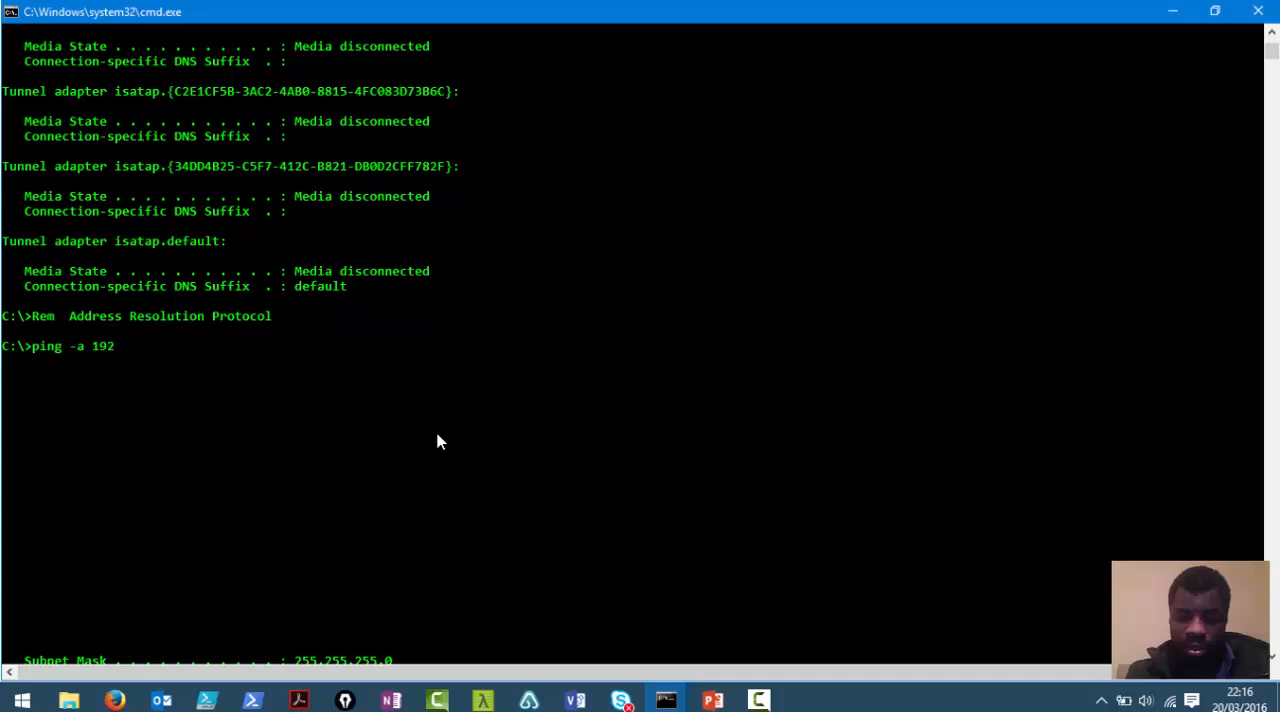 C:\Windows\system32\cmd.exe
Media State . . . . . . . . . . . : Media disconnected
Connection-specific DNS Suffix  . :
Tunnel adapter isatap.{C2E1CF5B-3AC2-4AB0-8815-4FC083D73B6C}:
Media State . . . . . . . . . . . : Media disconnected
Connection-specific DNS Suffix  . :
Tunnel adapter isatap.{34DD4B25-C5F7-412C-B821-DB0D2CFF782F}:
Media State . . . . . . . . . . . : Media disconnected
Connection-specific DNS Suffix  . :
Tunnel adapter isatap.default:
Media State . . . . . . . . . . . : Media disconnected
Connection-specific DNS Suffix  . : default
C:\>Rem  Address Resolution Protocol
C:\>ping -a 192
Subnet Mask . . . . . . . . . . . : 255.255.255.0
22:16
20/03/2016